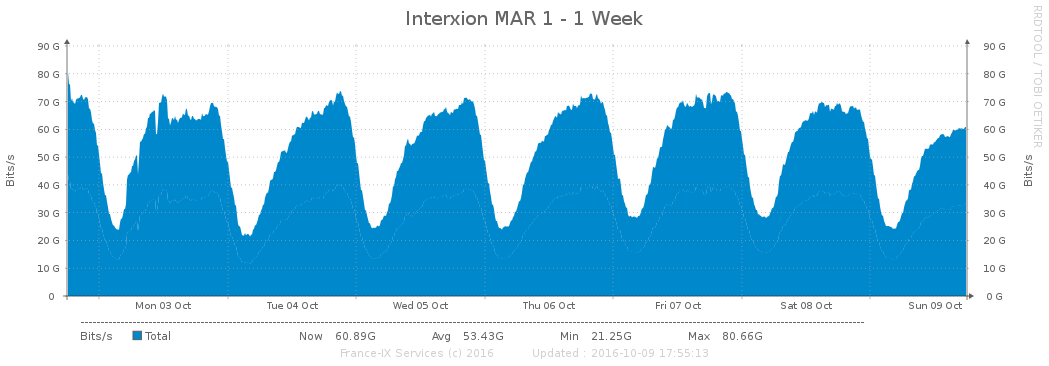 Interxion MAR 1 - 1 Week
RRDTOOL / TOBI OETIKER
Bits/s
90 G 90 G
80 G 80 G
70 G 70 G
60 G 60 G
50 G 50 G
40 G 40 G
30 G 30 G
20 G 20 G
10 G 10 G
0 0 G
Bits/s
Mon 03 Oct Tue 04 Oct Wed 05 Oct Thu 06 Oct Fri 07 Oct Sat 08 Oct Sun 09 Oct
Bits/s Total Now 60.89G Avg 53.43G Min 21.25G Max 80.66G
France-IX Services (c) 2016 Updated : 2016-10-09 17:55:13